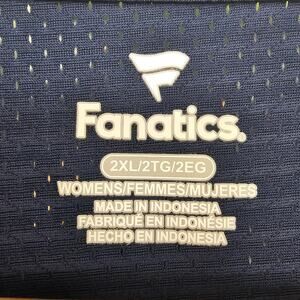 Fanatics.
2XL/2TG/2EG
WOMENS/FEMMES/MUJERES
MADE IN INDONESIA
FABRIQUÉ EN INDONÉSIE
HECHO EN INDONESIA